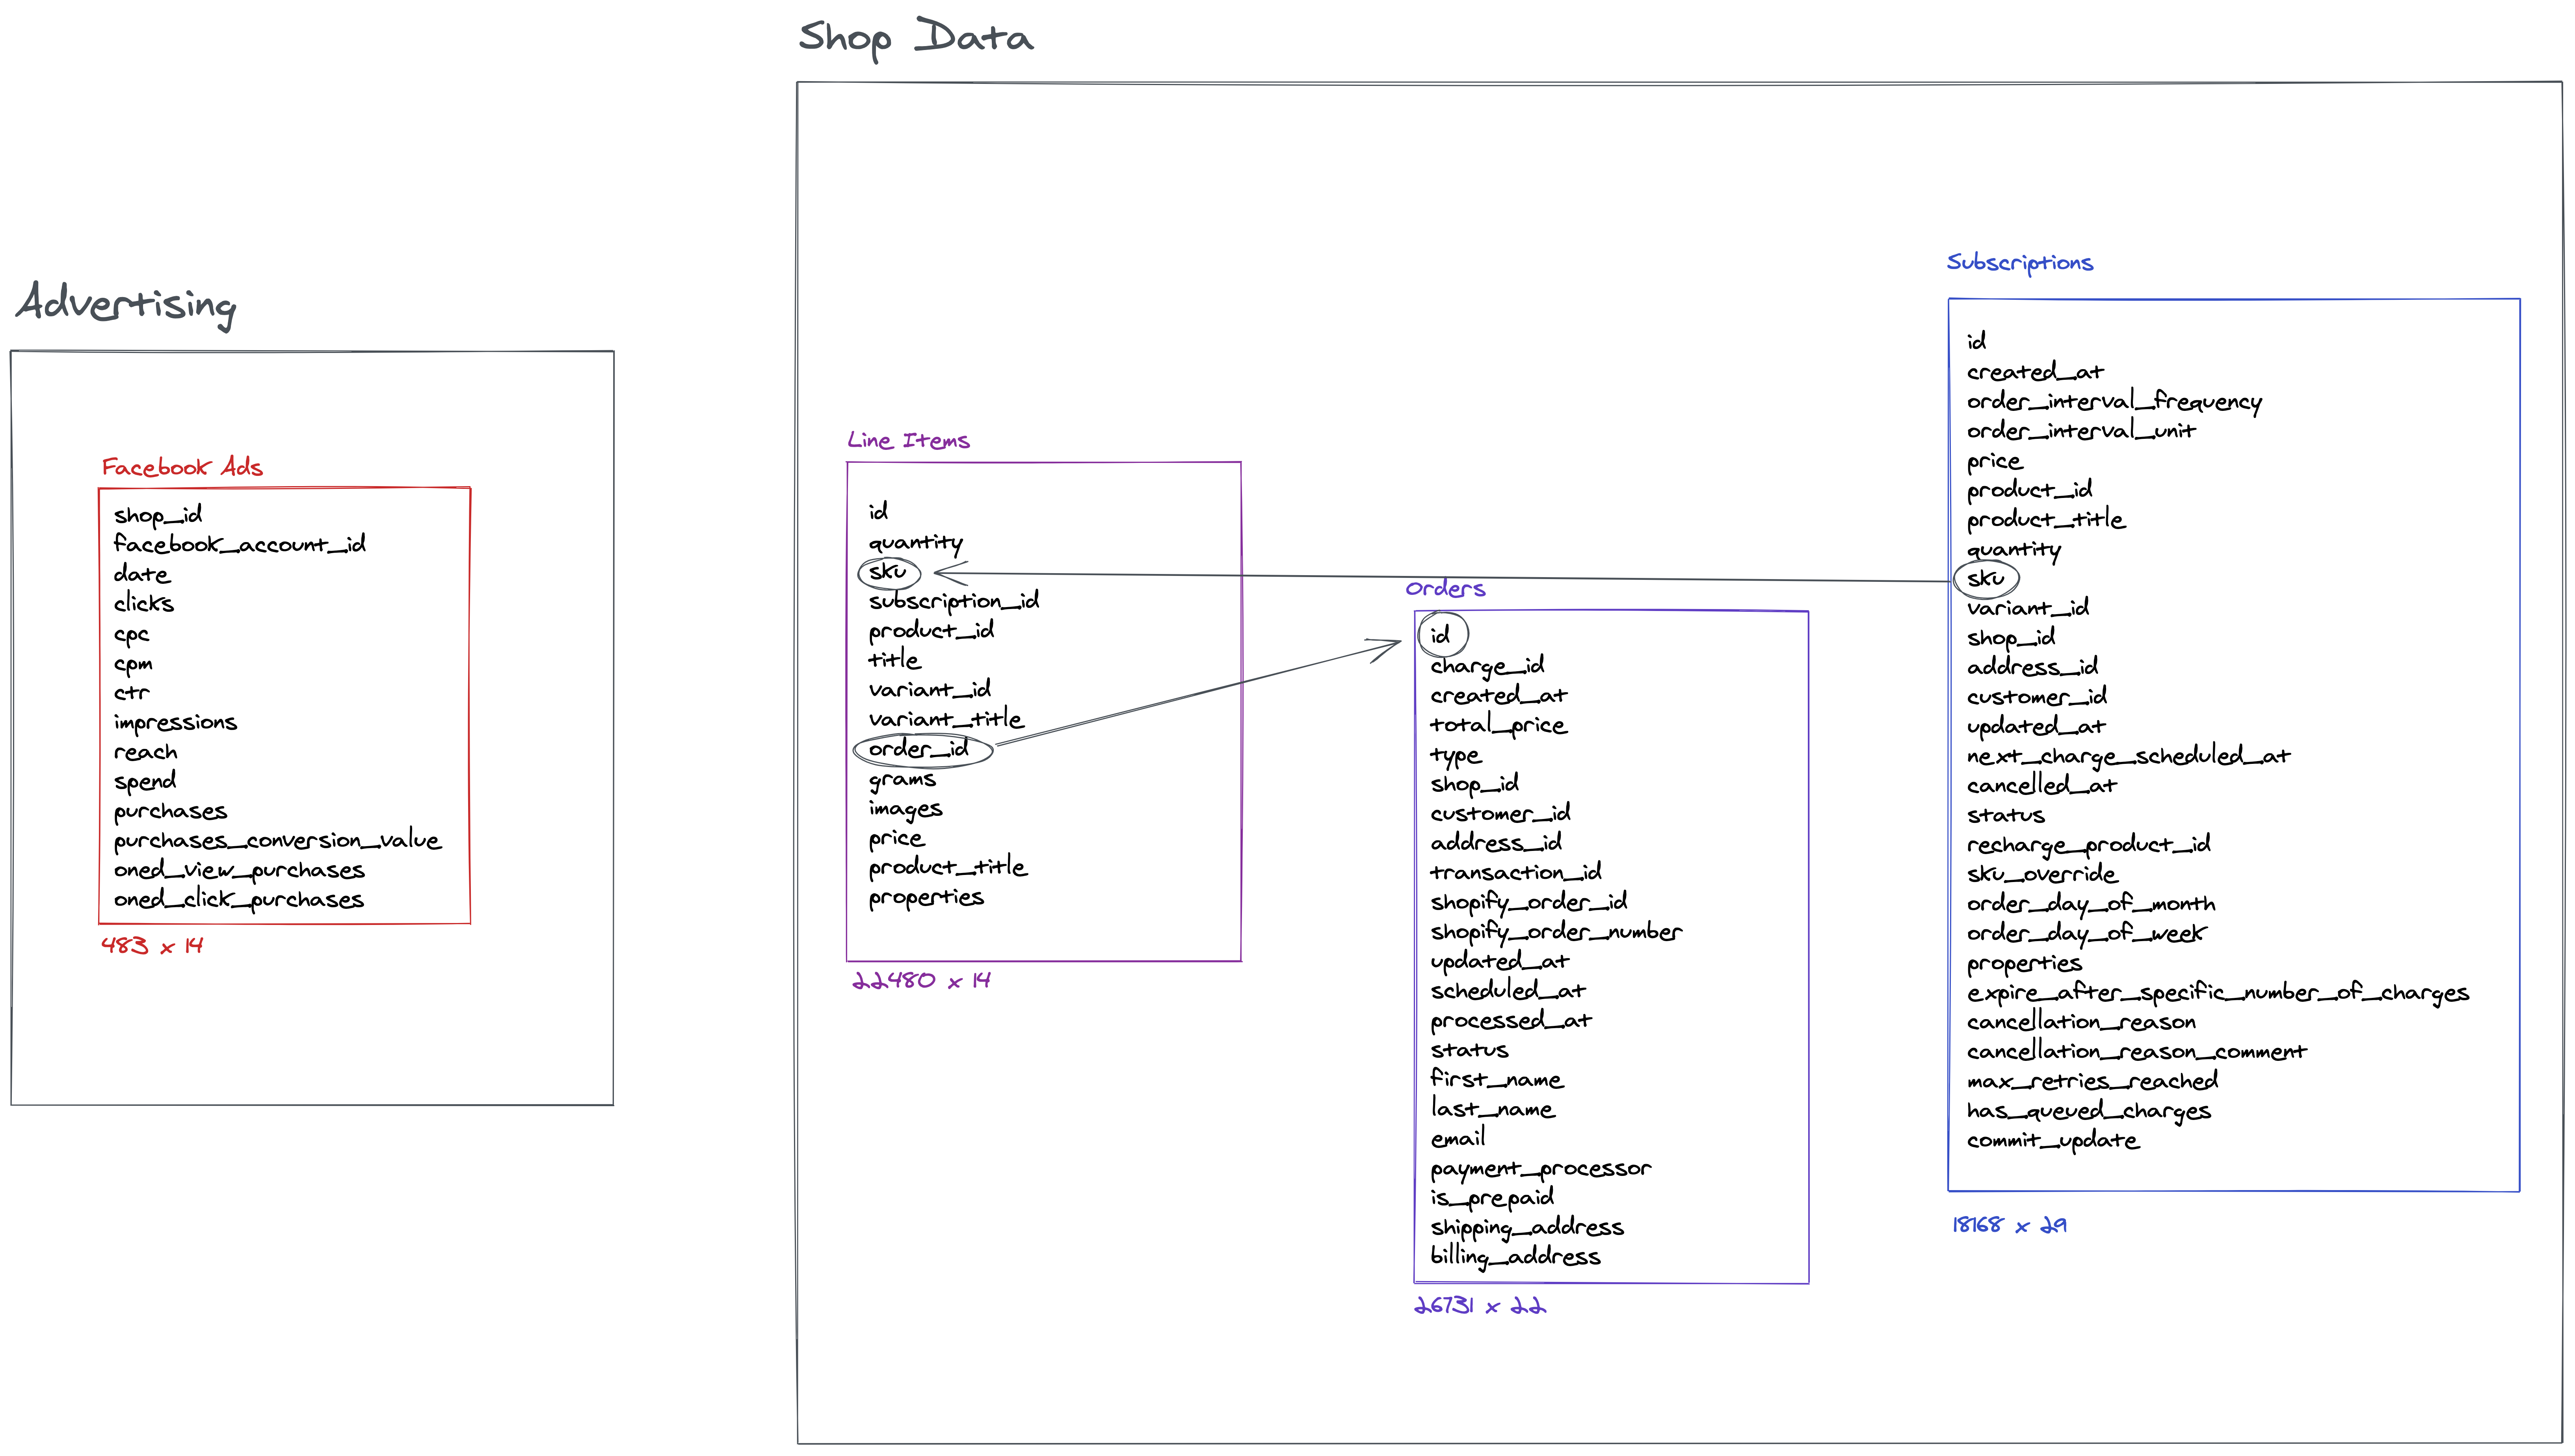 Shop Data
Advertising
Facebook Ads
shop_id
facebook_account_id
date
clicks
cpc
cpm
ctr
impressions
reach
spend
purchases
purchases_conversion_value
oned_view_purchases
oned_click_purchases
483 x 14
Line Items
id
quantity
sku
subscription_id
product_id
title
variant_id
variant_title
order_id
grams
images
price
product_title
properties
22480 x 14
Orders
id
charge_id
created_at
total_price
type
shop_id
customer_id
address_id
transaction_id
shopify_order_id
shopify_order_number
updated_at
scheduled_at
processed_at
status
first_name
last_name
email
payment_processor
is_prepaid
shipping_address
billing_address
26731 x 22
Subscriptions
id
created_at
order_interval_frequency
order_interval_unit
price
product_id
product_title
quantity
sku
variant_id
shop_id
address_id
customer_id
updated_at
next_charge_scheduled_at
cancelled_at
status
recharge_product_id
sku_override
order_day_of_month
order_day_of_week
properties
expire_after_specific_number_of_charges
cancellation_reason
cancellation_reason_comment
max_retries_reached
has_queued_charges
commit_update
18168 x 29